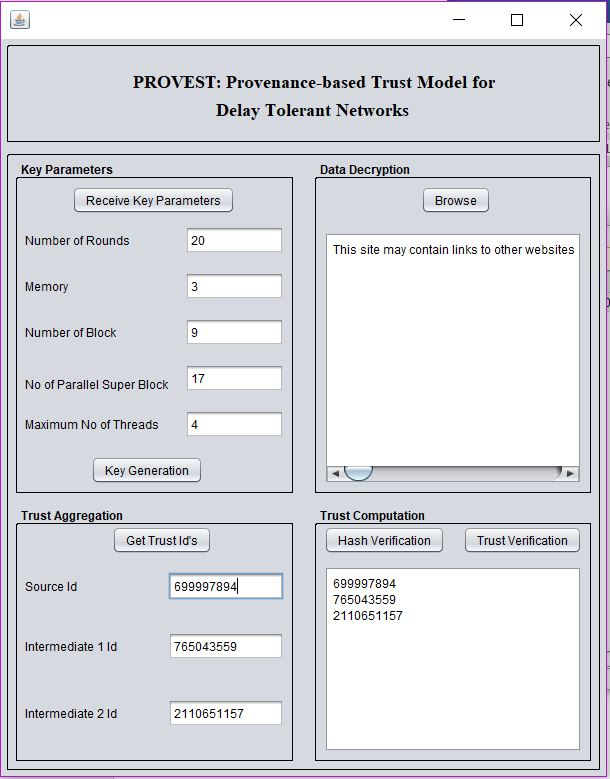 PROVEST: Provenance-based Trust Model for
Delay Tolerant Networks
Key Parameters
Receive Key Parameters
Number of Rounds 20
Memory 3
Number of Block 9
No of Parallel Super Block 17
Maximum No of Threads 4
Key Generation
Data Decryption
Browse
This site may contain links to other websites
Trust Aggregation
Get Trust Id's
Source Id 699997894
Intermediate 1 Id 765043559
Intermediate 2 Id 2110651157
Trust Computation
Hash Verification Trust Verification
699997894
765043559
2110651157